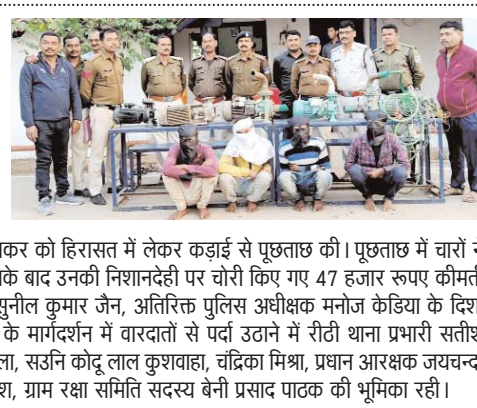 कर को हिरासत में लेकर कड़ाई से पूछताछ की। पूछताछ में चारों
के बाद उनकी निशानदेही पर चोरी किए गए 47 हजार रूपए कीमती
सुनील कुमार जैन, अतिरिक्त पुलिस अधीक्षक मनोज केडिया के
के मार्गदर्शन में वारदातों से पर्दा उठाने में रीठी थाना प्रभारी
ला, सउनि कोदू लाल कुशवाहा, चंद्रिका मिश्रा, प्रधान आरक्षक जयचन्द
श, ग्राम रक्षा समिति सदस्य बेनी प्रसाद पाठक की भूमिका रही।